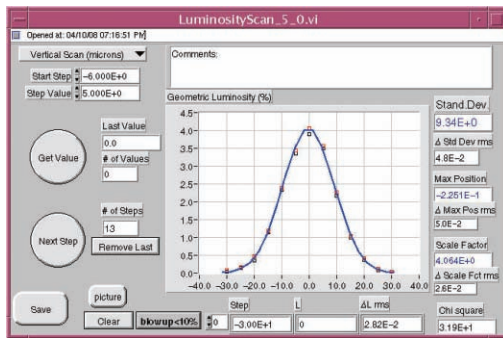 LuminosityScan_5_0.vi
Opened at: 04/10/08 07:16:51 PM
Vertical Scan (microns)
Start Step -6.000E+0
Step Value 5.000E+0
Comments:
Get Value
Last Value
0.0
# of Values
0
Next Step
# of Steps
13
Remove Last
Geometric Luminosity (%)
4.5
4.0
3.5
3.0
2.5
2.0
1.5
1.0
0.5
0.0
-40.0 -30.0 -20.0 -10.0 0.0 10.0 20.0 30.0 40.0
Stand.Dev.
9.34E+0
Δ Std Dev rms
4.8E-2
Max Position
-2.251E-1
Δ Max Pos rms
5.0E-2
Scale Factor
4.064E+0
Δ Scale Fct rms
2.6E-2
Chi square
3.19E+1
Save
picture
Clear
blowup<10%
0
Step
-3.00E+1
L
0
ΔL rms
2.82E-2